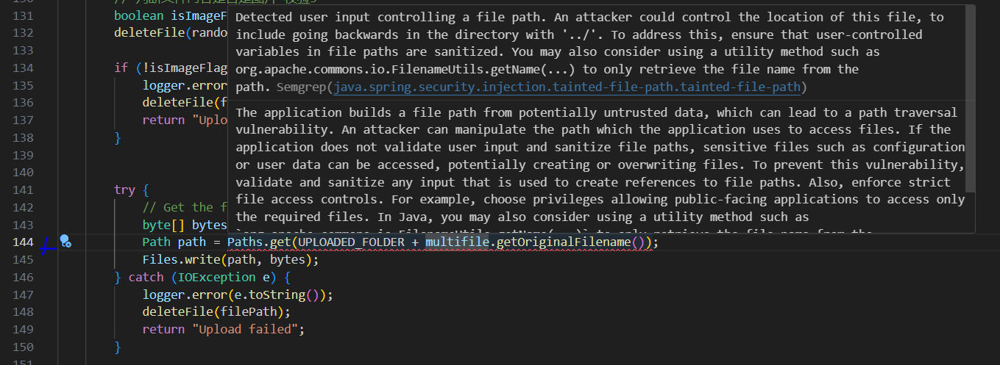 131 boolean isImageF
132 deleteFile(rando
133
134 if (!isImageFlag
135 logger.error
136 deleteFile(f
137 return "Uplo
138 }
139
140
141 try {
142 // Get the f
143 byte[] bytes
Detected user input controlling a file path. An attacker could control the location of this file, to
include going backwards in the directory with '../'. To address this, ensure that user-controlled
variables in file paths are sanitized. You may also consider using a utility method such as
org.apache.commons.io.FilenameUtils.getName(...) to only retrieve the file name from the
path. Semgrep(java.spring.security.injection.tainted-file-path.tainted-file-path)
The application builds a file path from potentially untrusted data, which can lead to a path traversal
vulnerability. An attacker can manipulate the path which the application uses to access files. If the
application does not validate user input and sanitize file paths, sensitive files such as configuration
or user data can be accessed, potentially creating or overwriting files. To prevent this vulnerability,
validate and sanitize any input that is used to create references to file paths. Also, enforce strict
file access controls. For example, choose privileges allowing public-facing applications to access only
the required files. In Java, you may also consider using a utility method such as
144 Path path = Paths.get(UPLOADED_FOLDER + multifile.getOriginalFilename());
145 Files.write(path, bytes);
146 } catch (IOException e) {
147 logger.error(e.toString());
148 deleteFile(filePath);
149 return "Upload failed";
150 }